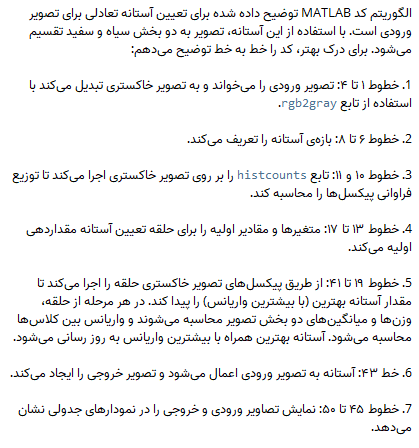 الگوریتم کد MATLAB توضیح داده شده برای تعیین آستانه تعادلی برای تصویر
ورودی است. با استفاده از این آستانه، تصویر به دو بخش سیاه و سفید تقسیم
می‌شود. برای درک بهتر، کد را خط به خط توضیح می‌دهم:
1. خطوط ۱ تا ۴: تصویر ورودی را می‌خواند و به تصویر خاکستری تبدیل می‌کند با
استفاده از تابع rgb2gray.
2. خطوط ۶ تا ۸: بازه‌ی آستانه را تعریف می‌کند.
3. خطوط ۱۰ و ۱۱: تابع histcounts را بر روی تصویر خاکستری اجرا می‌کند تا توزیع
فراوانی پیکسل‌ها را محاسبه کند.
4. خطوط ۱۳ تا ۱۷: متغیرها و مقادیر اولیه را برای حلقه تعیین آستانه مقداردهی
اولیه می‌کند.
5. خطوط ۱۹ تا ۴۱: از طریق پیکسل‌های تصویر خاکستری حلقه را اجرا می‌کند تا
مقدار آستانه بهترین (با بیشترین واریانس) را پیدا کند. در هر مرحله از حلقه،
وزن‌ها و میانگین‌های دو بخش تصویر محاسبه می‌شوند و واریانس بین کلاس‌ها
محاسبه می‌شود. آستانه بهترین همراه با بیشترین واریانس به روز رسانی می‌شود.
6. خط ۴۳: آستانه به تصویر ورودی اعمال می‌شود و تصویر خروجی را ایجاد می‌کند.
7. خطوط ۴۵ تا ۵۰: نمایش تصاویر ورودی و خروجی را در نمودارهای جدولی نشان
می‌دهد.